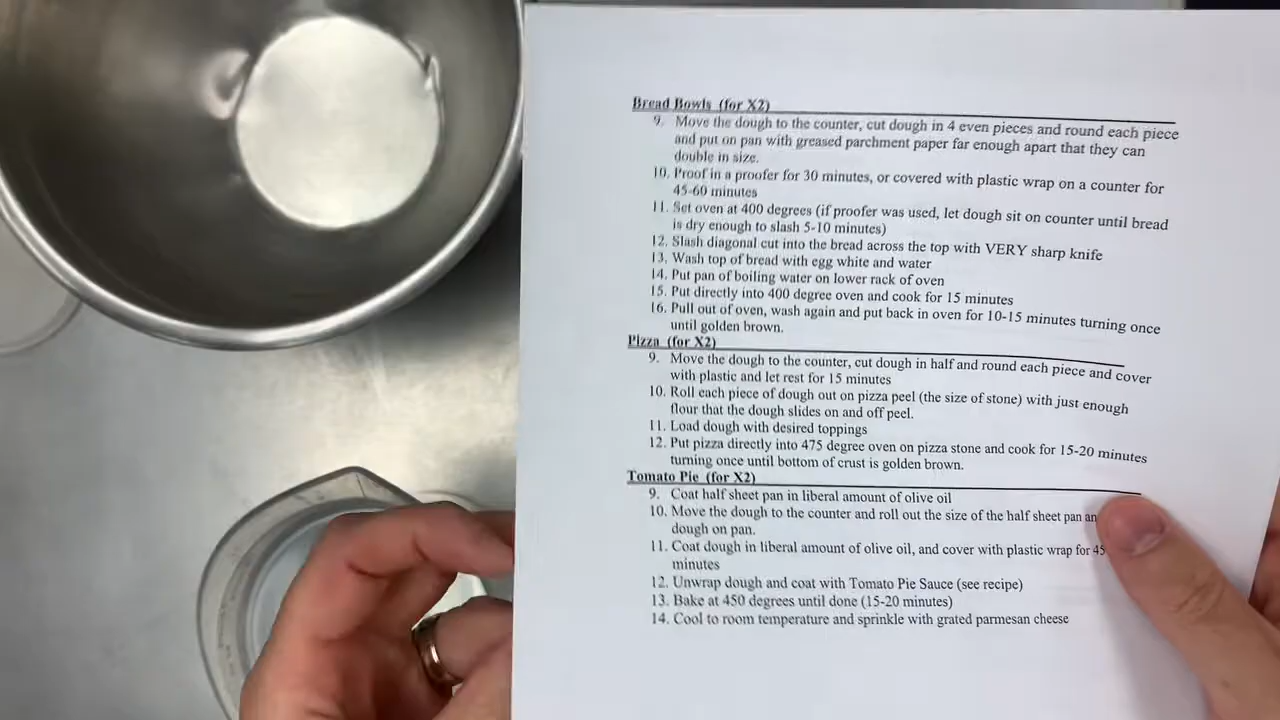 Bread Bowls (for X2)
9. Move the dough to the counter, cut dough in 4 even pieces and round each piece
and put on pan with greased parchment paper far enough apart that they can
double in size.
10. Proof in a proofer for 30 minutes, or covered with plastic wrap on a counter for
45-60 minutes
11. Set oven at 400 degrees (if proofer was used, let dough sit on counter until bread
is dry enough to slash 5-10 minutes)
12. Slash diagonal cut into the bread across the top with VERY sharp knife
13. Wash top of bread with egg white and water
14. Put pan of boiling water on lower rack of oven
15. Put directly into 400 degree oven and cook for 15 minutes
16. Pull out of oven, wash again and put back in oven for 10-15 minutes turning once
until golden brown.
Pizza (for X2)
9. Move the dough to the counter, cut dough in half and round each piece and cover
with plastic and let rest for 15 minutes
10. Roll each piece of dough out on pizza peel (the size of stone) with just enough
flour that the dough slides on and off peel.
11. Load dough with desired toppings
12. Put pizza directly into 475 degree oven on pizza stone and cook for 15-20 minutes
turning once until bottom of crust is golden brown.
Tomato Pie (for X2)
9. Coat half sheet pan in liberal amount of olive oil
10. Move the dough to the counter and roll out the size of the half sheet pan an
dough on pan.
11. Coat dough in liberal amount of olive oil, and cover with plastic wrap for 45
minutes
12. Unwrap dough and coat with Tomato Pie Sauce (see recipe)
13. Bake at 450 degrees until done (15-20 minutes)
14. Cool to room temperature and sprinkle with grated parmesan cheese